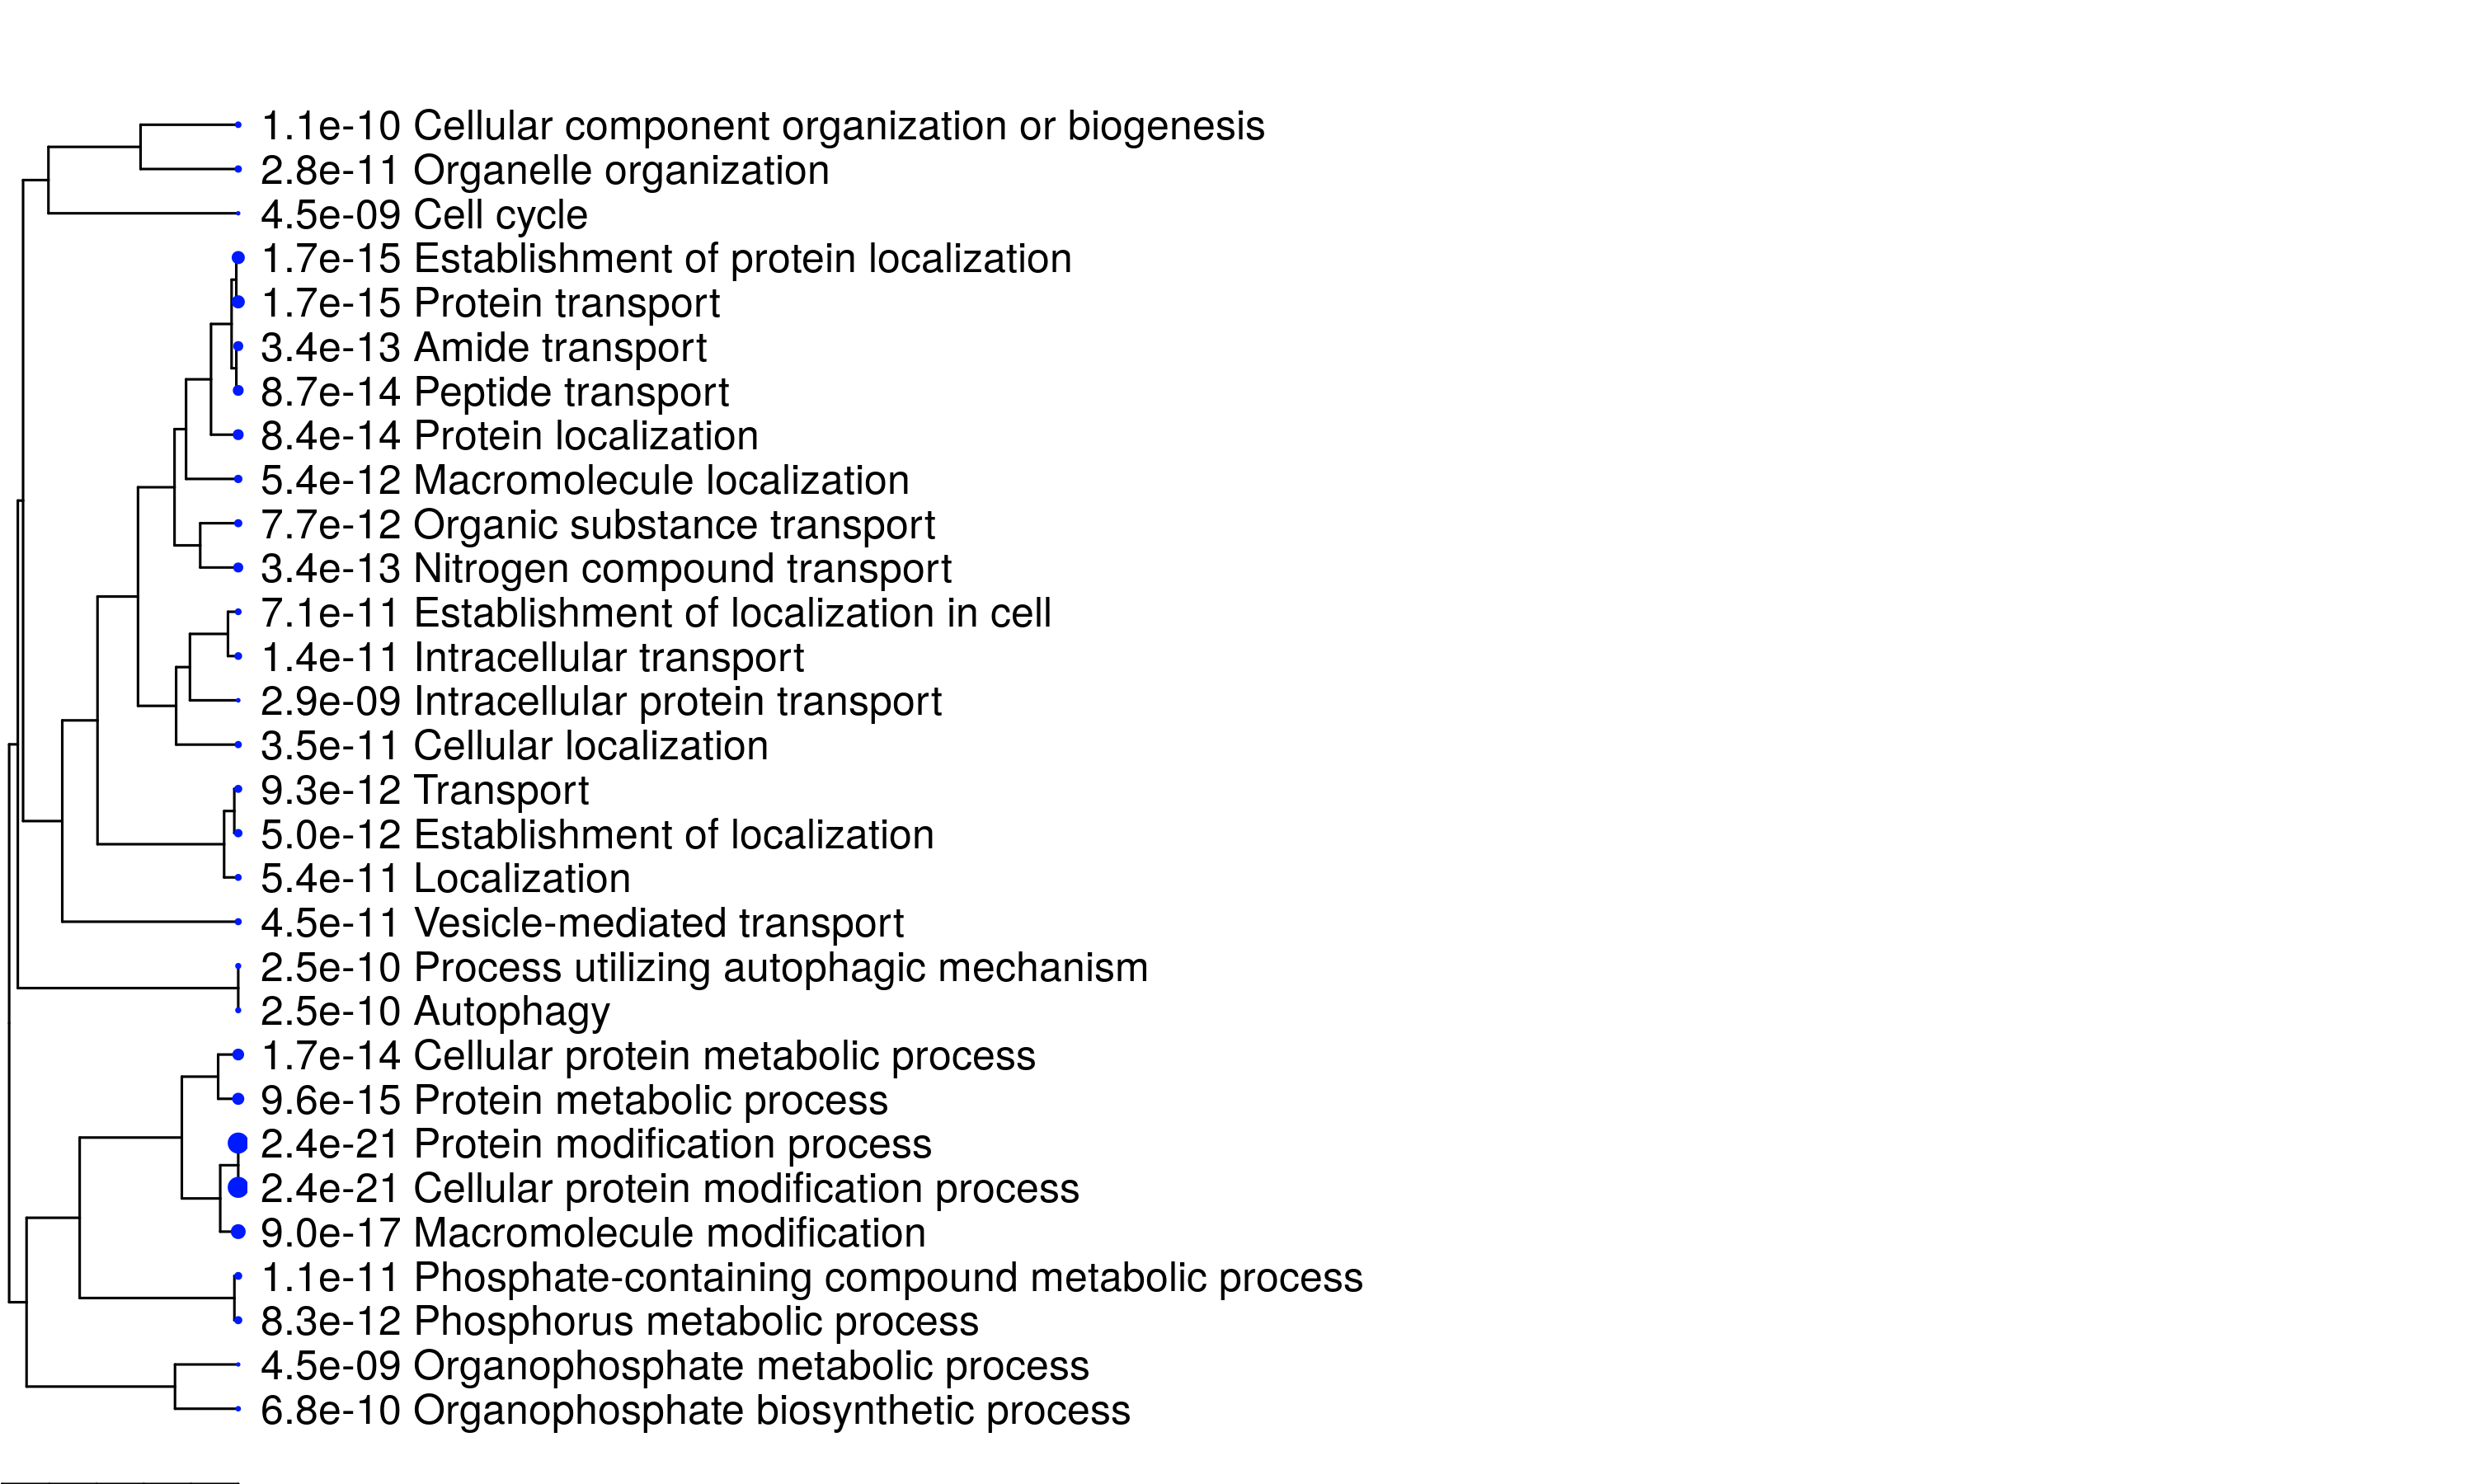 1.1e-10 Cellular component organization or biogenesis
2.8e-11 Organelle organization
4.5e-09 Cell cycle
1.7e-15 Establishment of protein localization
1.7e-15 Protein transport
3.4e-13 Amide transport
8.7e-14 Peptide transport
8.4e-14 Protein localization
5.4e-12 Macromolecule localization
7.7e-12 Organic substance transport
3.4e-13 Nitrogen compound transport
7.1e-11 Establishment of localization in cell
1.4e-11 Intracellular transport
2.9e-09 Intracellular protein transport
3.5e-11 Cellular localization
9.3e-12 Transport
5.0e-12 Establishment of localization
5.4e-11 Localization
4.5e-11 Vesicle-mediated transport
2.5e-10 Process utilizing autophagic mechanism
2.5e-10 Autophagy
1.7e-14 Cellular protein metabolic process
9.6e-15 Protein metabolic process
2.4e-21 Protein modification process
2.4e-21 Cellular protein modification process
9.0e-17 Macromolecule modification
1.1e-11 Phosphate-containing compound metabolic process
8.3e-12 Phosphorus metabolic process
4.5e-09 Organophosphate metabolic process
6.8e-10 Organophosphate biosynthetic process